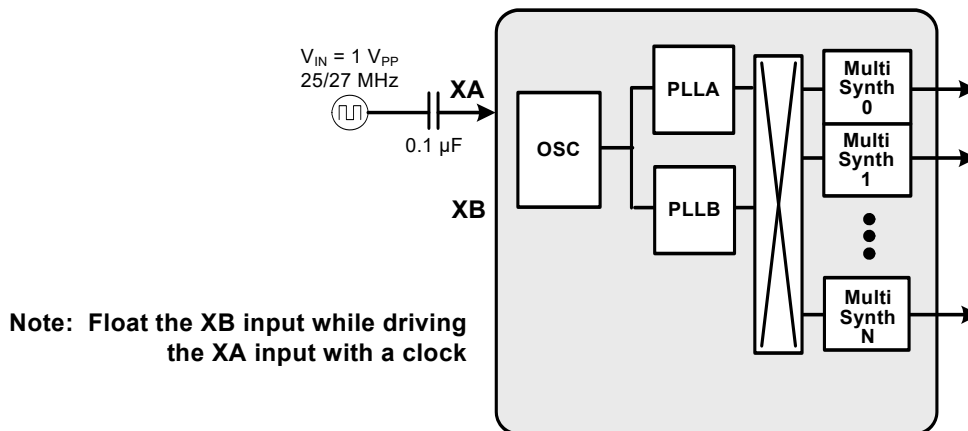 V_IN = 1 V_PP
25/27 MHz
XA
0.1 µF
XB
OSC
PLLA
PLLB
Multi
Synth
0
Multi
Synth
1
Multi
Synth
N
Note: Float the XB input while driving
the XA input with a clock